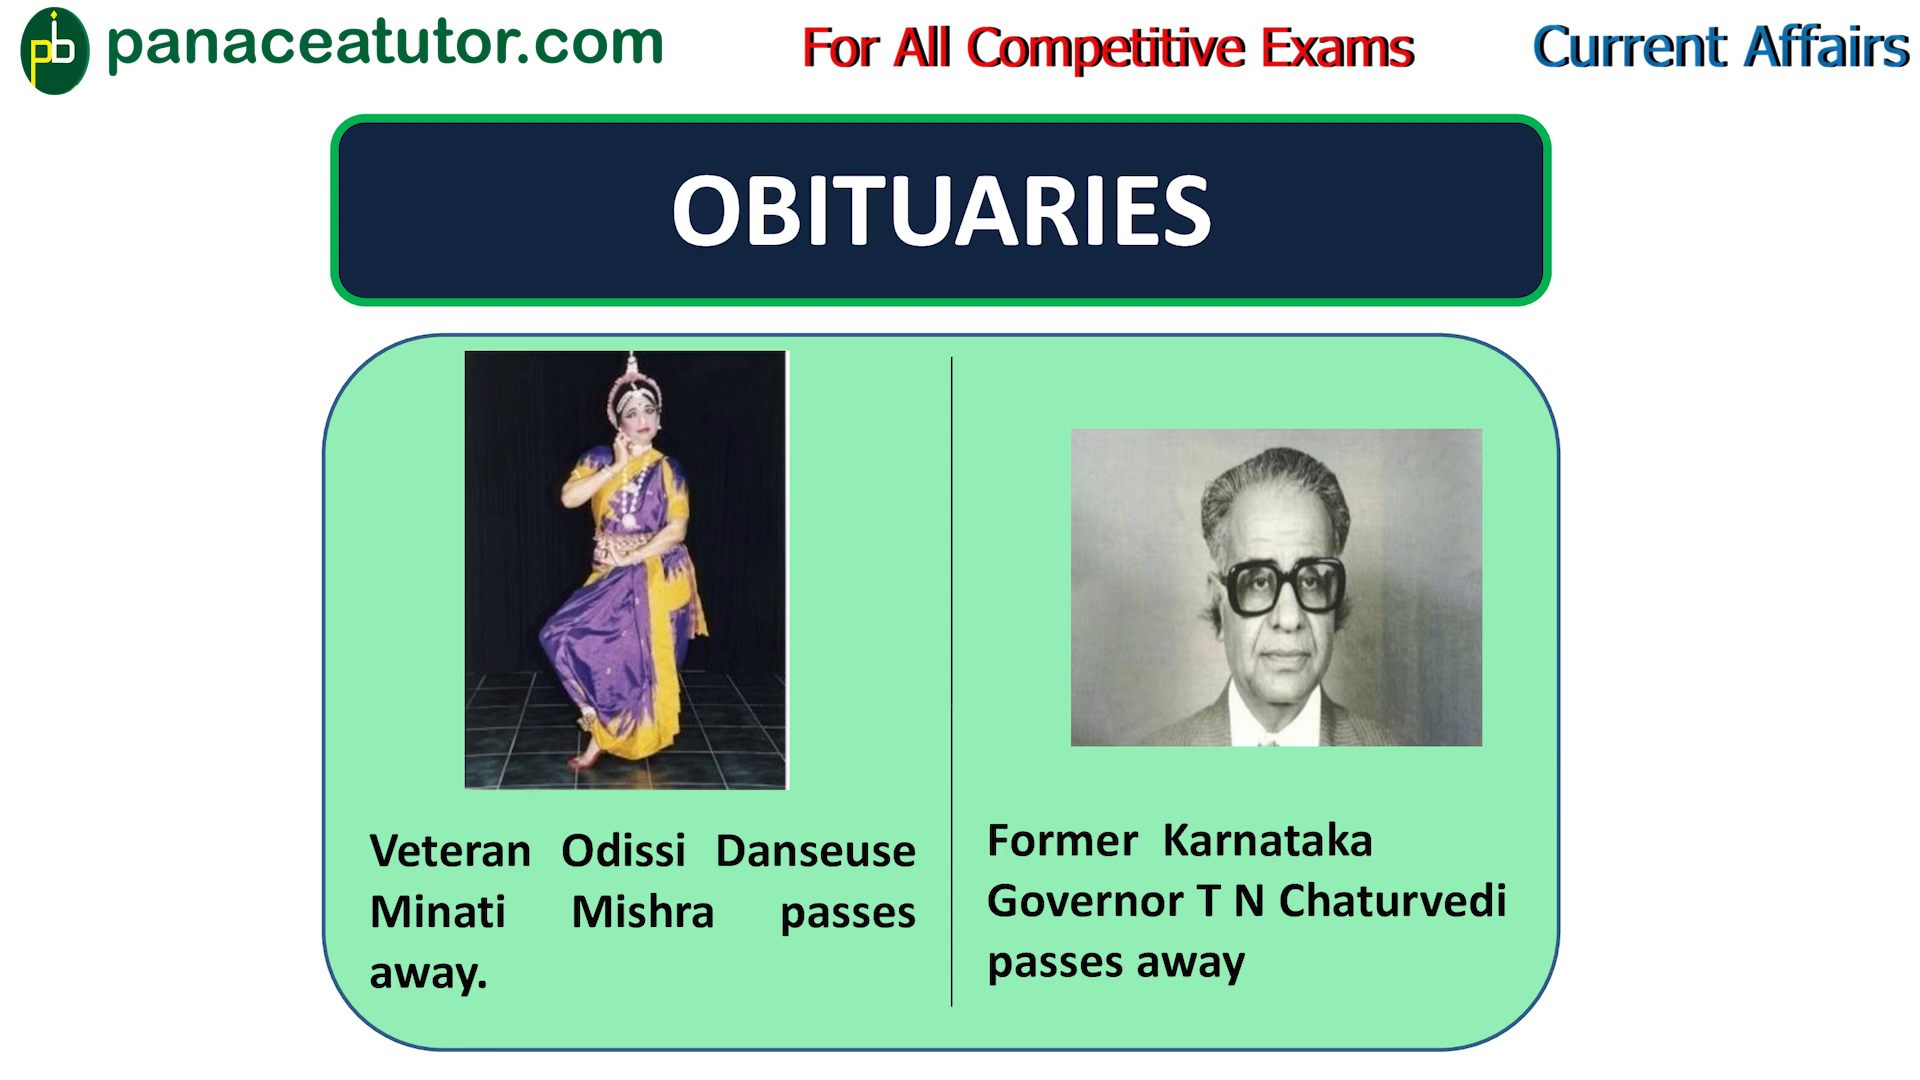 pb panaceatutor.com
For All Competitive Exams
Current Affairs
OBITUARIES
Veteran Odissi Danseuse
Minati Mishra passes
away.
Former Karnataka
Governor T N Chaturvedi
passes away